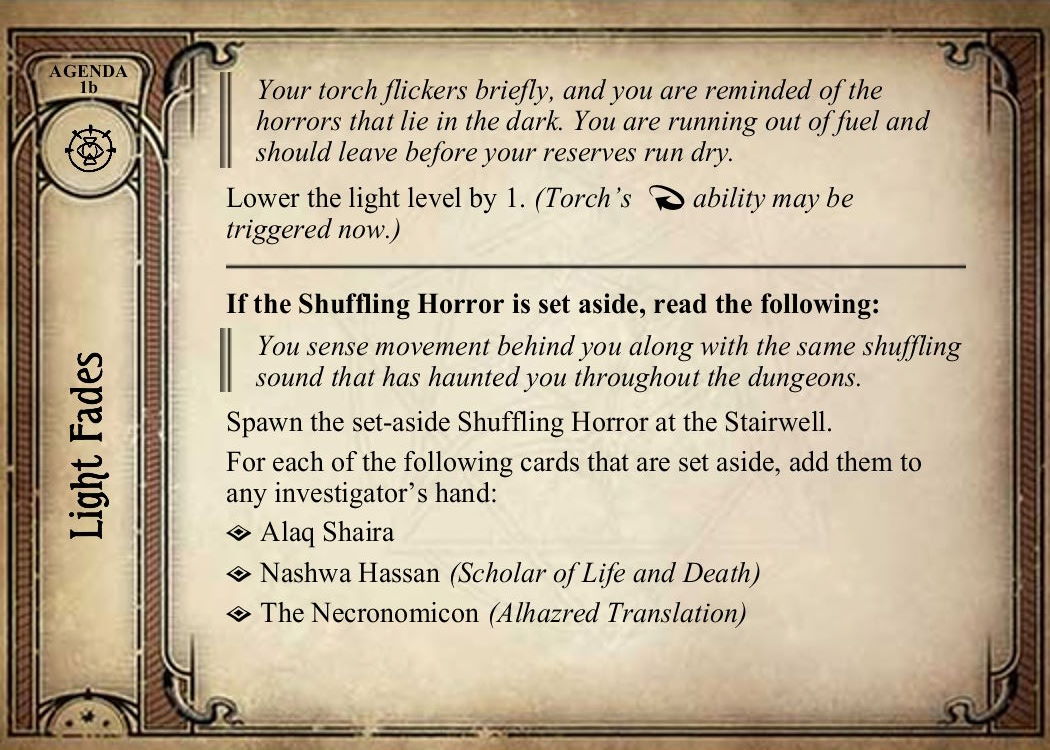 AGENDA
1b
Light Fades
Your torch flickers briefly, and you are reminded of the
horrors that lie in the dark. You are running out of fuel and
should leave before your reserves run dry.
Lower the light level by 1. (Torch’s ability may be
triggered now.)
If the Shuffling Horror is set aside, read the following:
You sense movement behind you along with the same shuffling
sound that has haunted you throughout the dungeons.
Spawn the set-aside Shuffling Horror at the Stairwell.
For each of the following cards that are set aside, add them to
any investigator’s hand:
Alaq Shaira
Nashwa Hassan (Scholar of Life and Death)
The Necronomicon (Alhazred Translation)